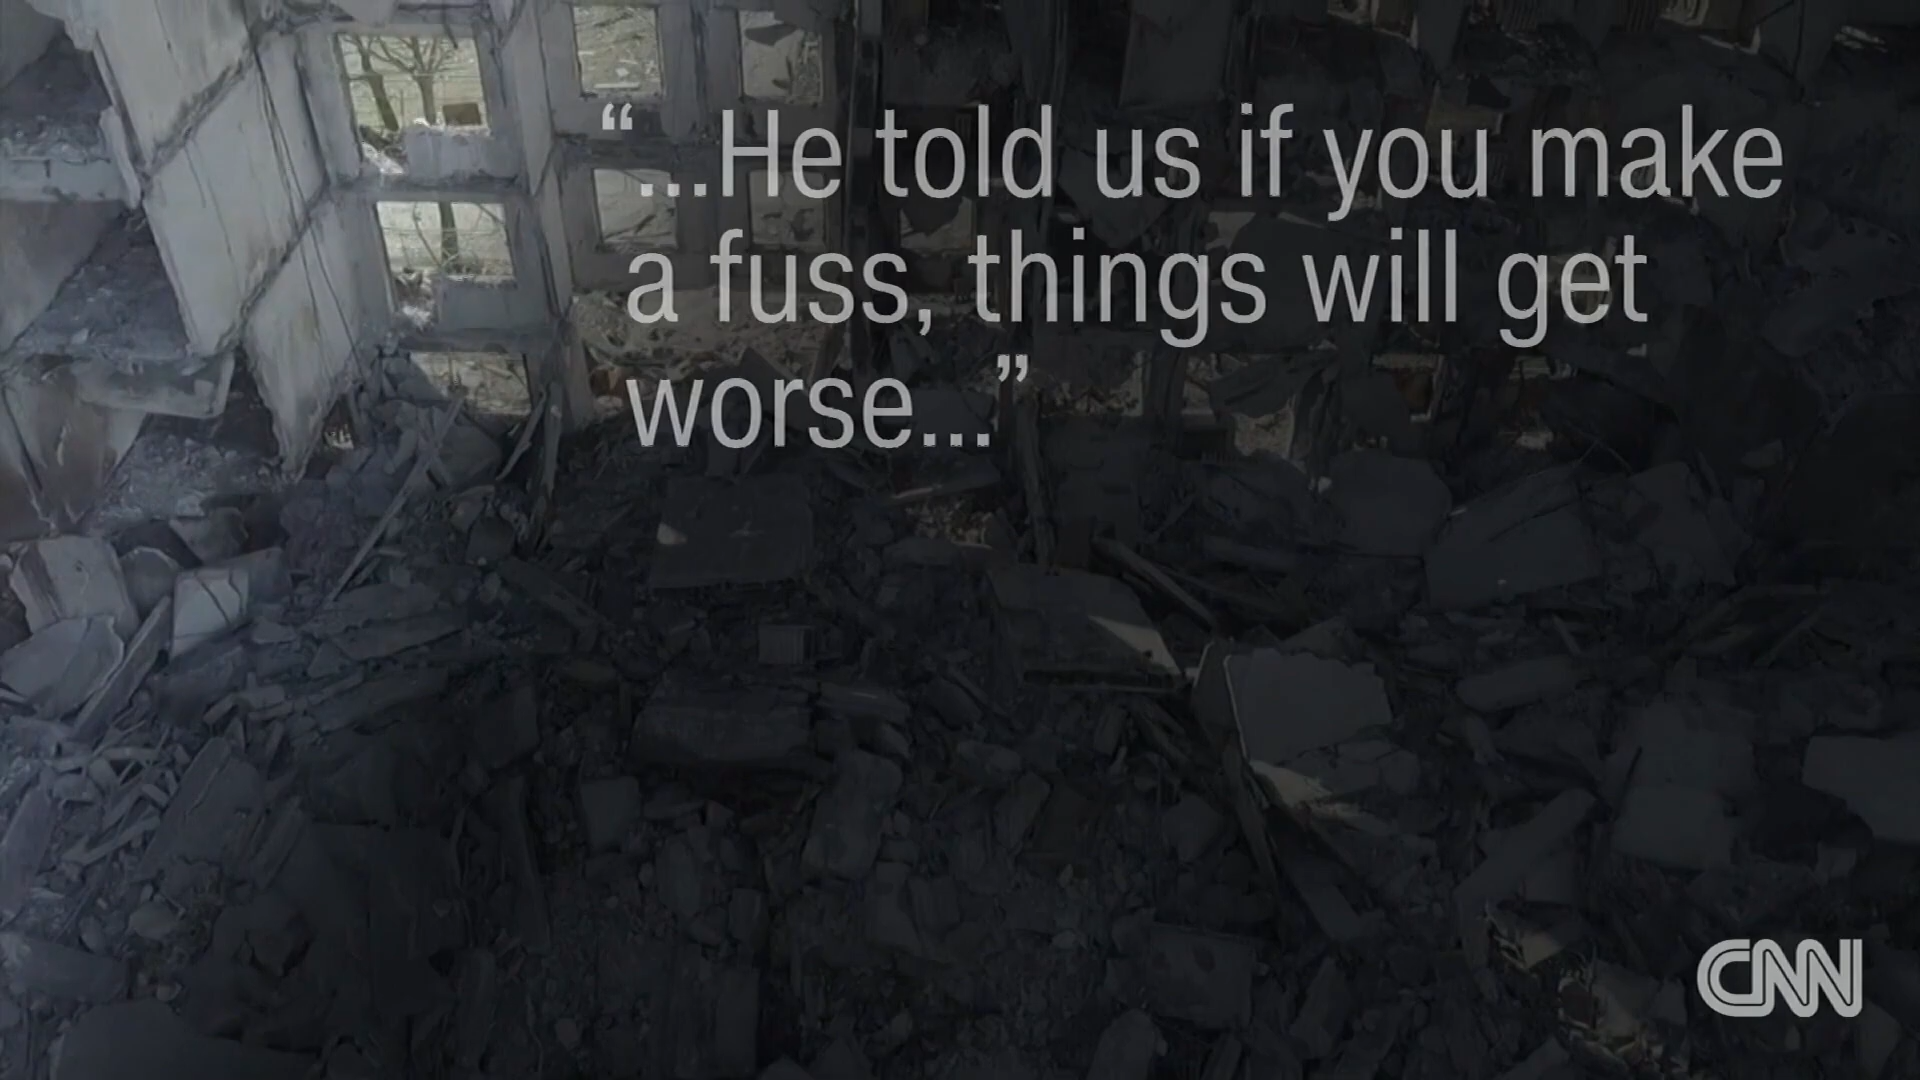 “...He told us if you make
a fuss, things will get
worse...”
CNN